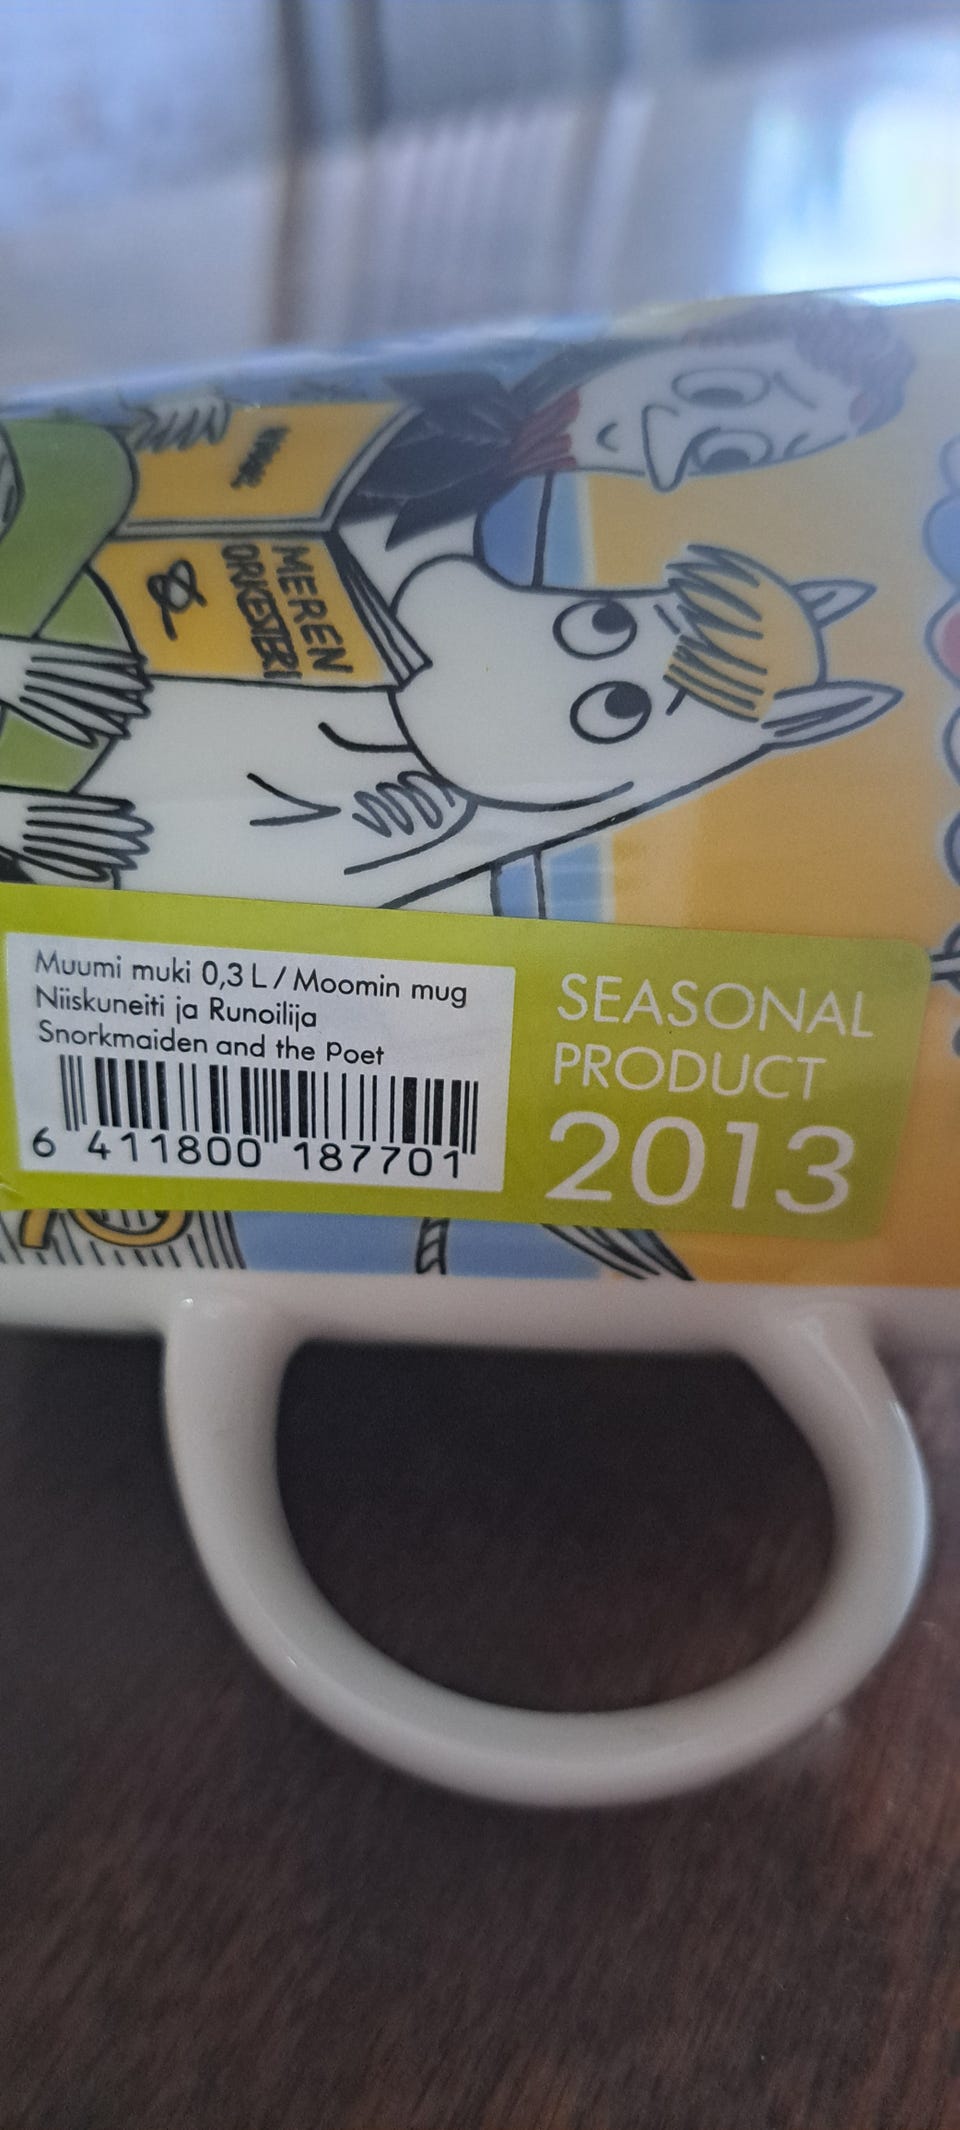 MEREN
ORKESTERI
Muumi muki 0,3 L / Moomin mug
Niiskuneiti ja Runoilija
Snorkmaiden and the Poet
6 411800 187701
SEASONAL
PRODUCT
2013